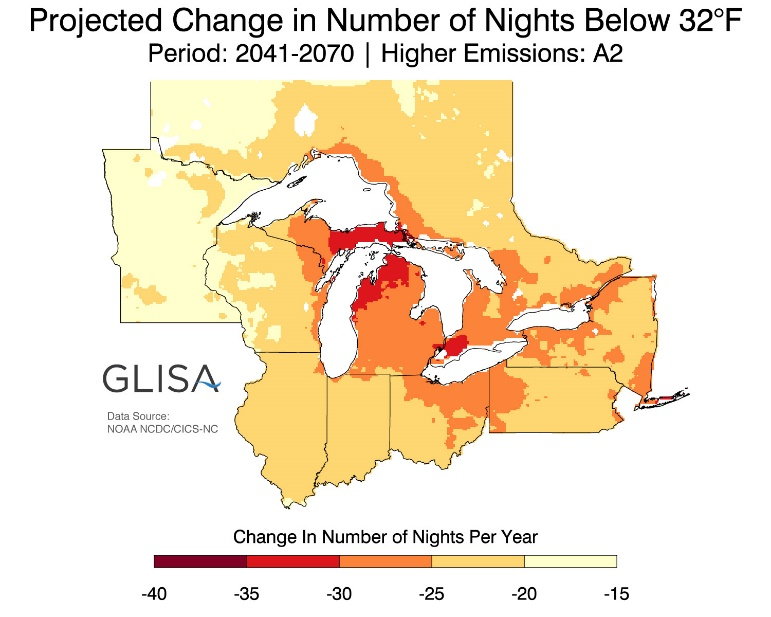 Projected Change in Number of Nights Below 32°F
Period: 2041-2070 | Higher Emissions: A2
GLISA
Data Source:
NOAA NCDC/CICS-NC
Change In Number of Nights Per Year
-40 -35 -30 -25 -20 -15